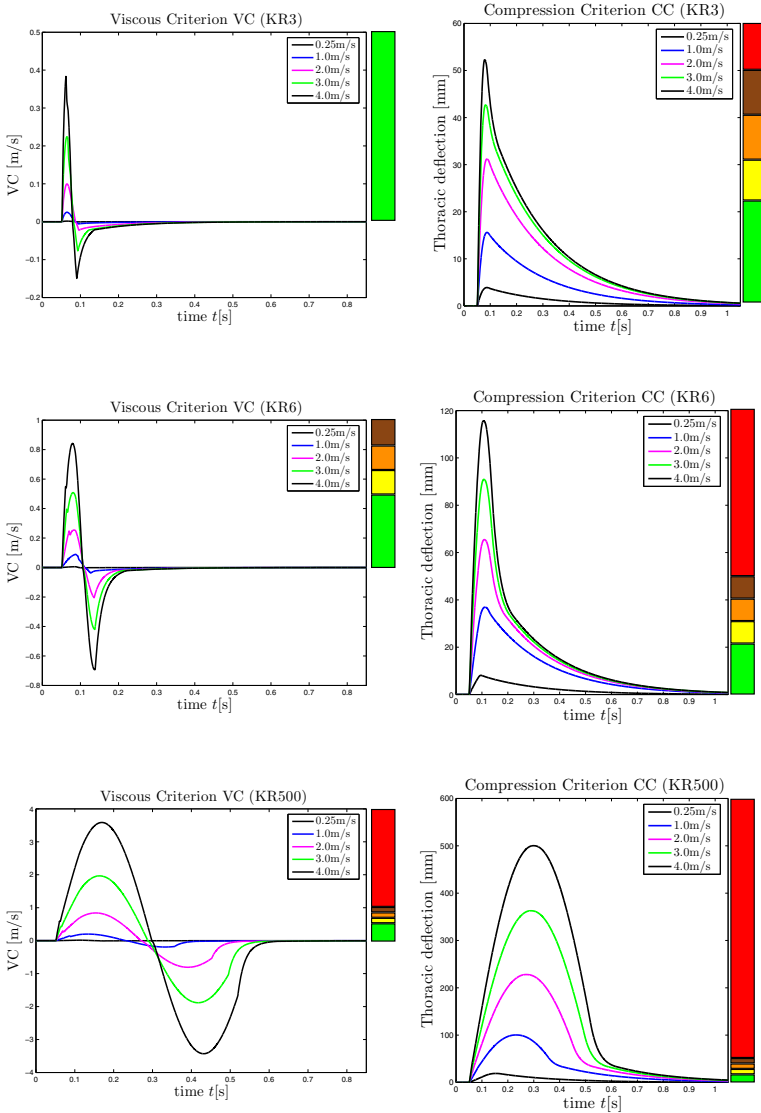 Viscous Criterion VC (KR3)
VC [m/s]
0.5
0.4
0.3
0.2
0.1
0
−0.1
−0.2
0 0.1 0.2 0.3 0.4 0.5 0.6 0.7 0.8
time t[s]
0.25m/s
1.0m/s
2.0m/s
3.0m/s
4.0m/s
Compression Criterion CC (KR3)
Thoracic deflection [mm]
60
50
40
30
20
10
0
0 0.1 0.2 0.3 0.4 0.5 0.6 0.7 0.8 0.9 1
time t[s]
0.25m/s
1.0m/s
2.0m/s
3.0m/s
4.0m/s
Viscous Criterion VC (KR6)
VC [m/s]
1
0.8
0.6
0.4
0.2
0
−0.2
−0.4
−0.6
−0.8
0 0.1 0.2 0.3 0.4 0.5 0.6 0.7 0.8
time t[s]
0.25m/s
1.0m/s
2.0m/s
3.0m/s
4.0m/s
Compression Criterion CC (KR6)
Thoracic deflection [mm]
120
100
80
60
40
20
0
0 0.1 0.2 0.3 0.4 0.5 0.6 0.7 0.8 0.9 1
time t[s]
0.25m/s
1.0m/s
2.0m/s
3.0m/s
4.0m/s
Viscous Criterion VC (KR500)
VC [m/s]
4
3
2
1
0
−1
−2
−3
−4
0 0.1 0.2 0.3 0.4 0.5 0.6 0.7 0.8
time t[s]
0.25m/s
1.0m/s
2.0m/s
3.0m/s
4.0m/s
Compression Criterion CC (KR500)
Thoracic deflection [mm]
600
500
400
300
200
100
0
0 0.1 0.2 0.3 0.4 0.5 0.6 0.7 0.8 0.9 1
time t[s]
0.25m/s
1.0m/s
2.0m/s
3.0m/s
4.0m/s